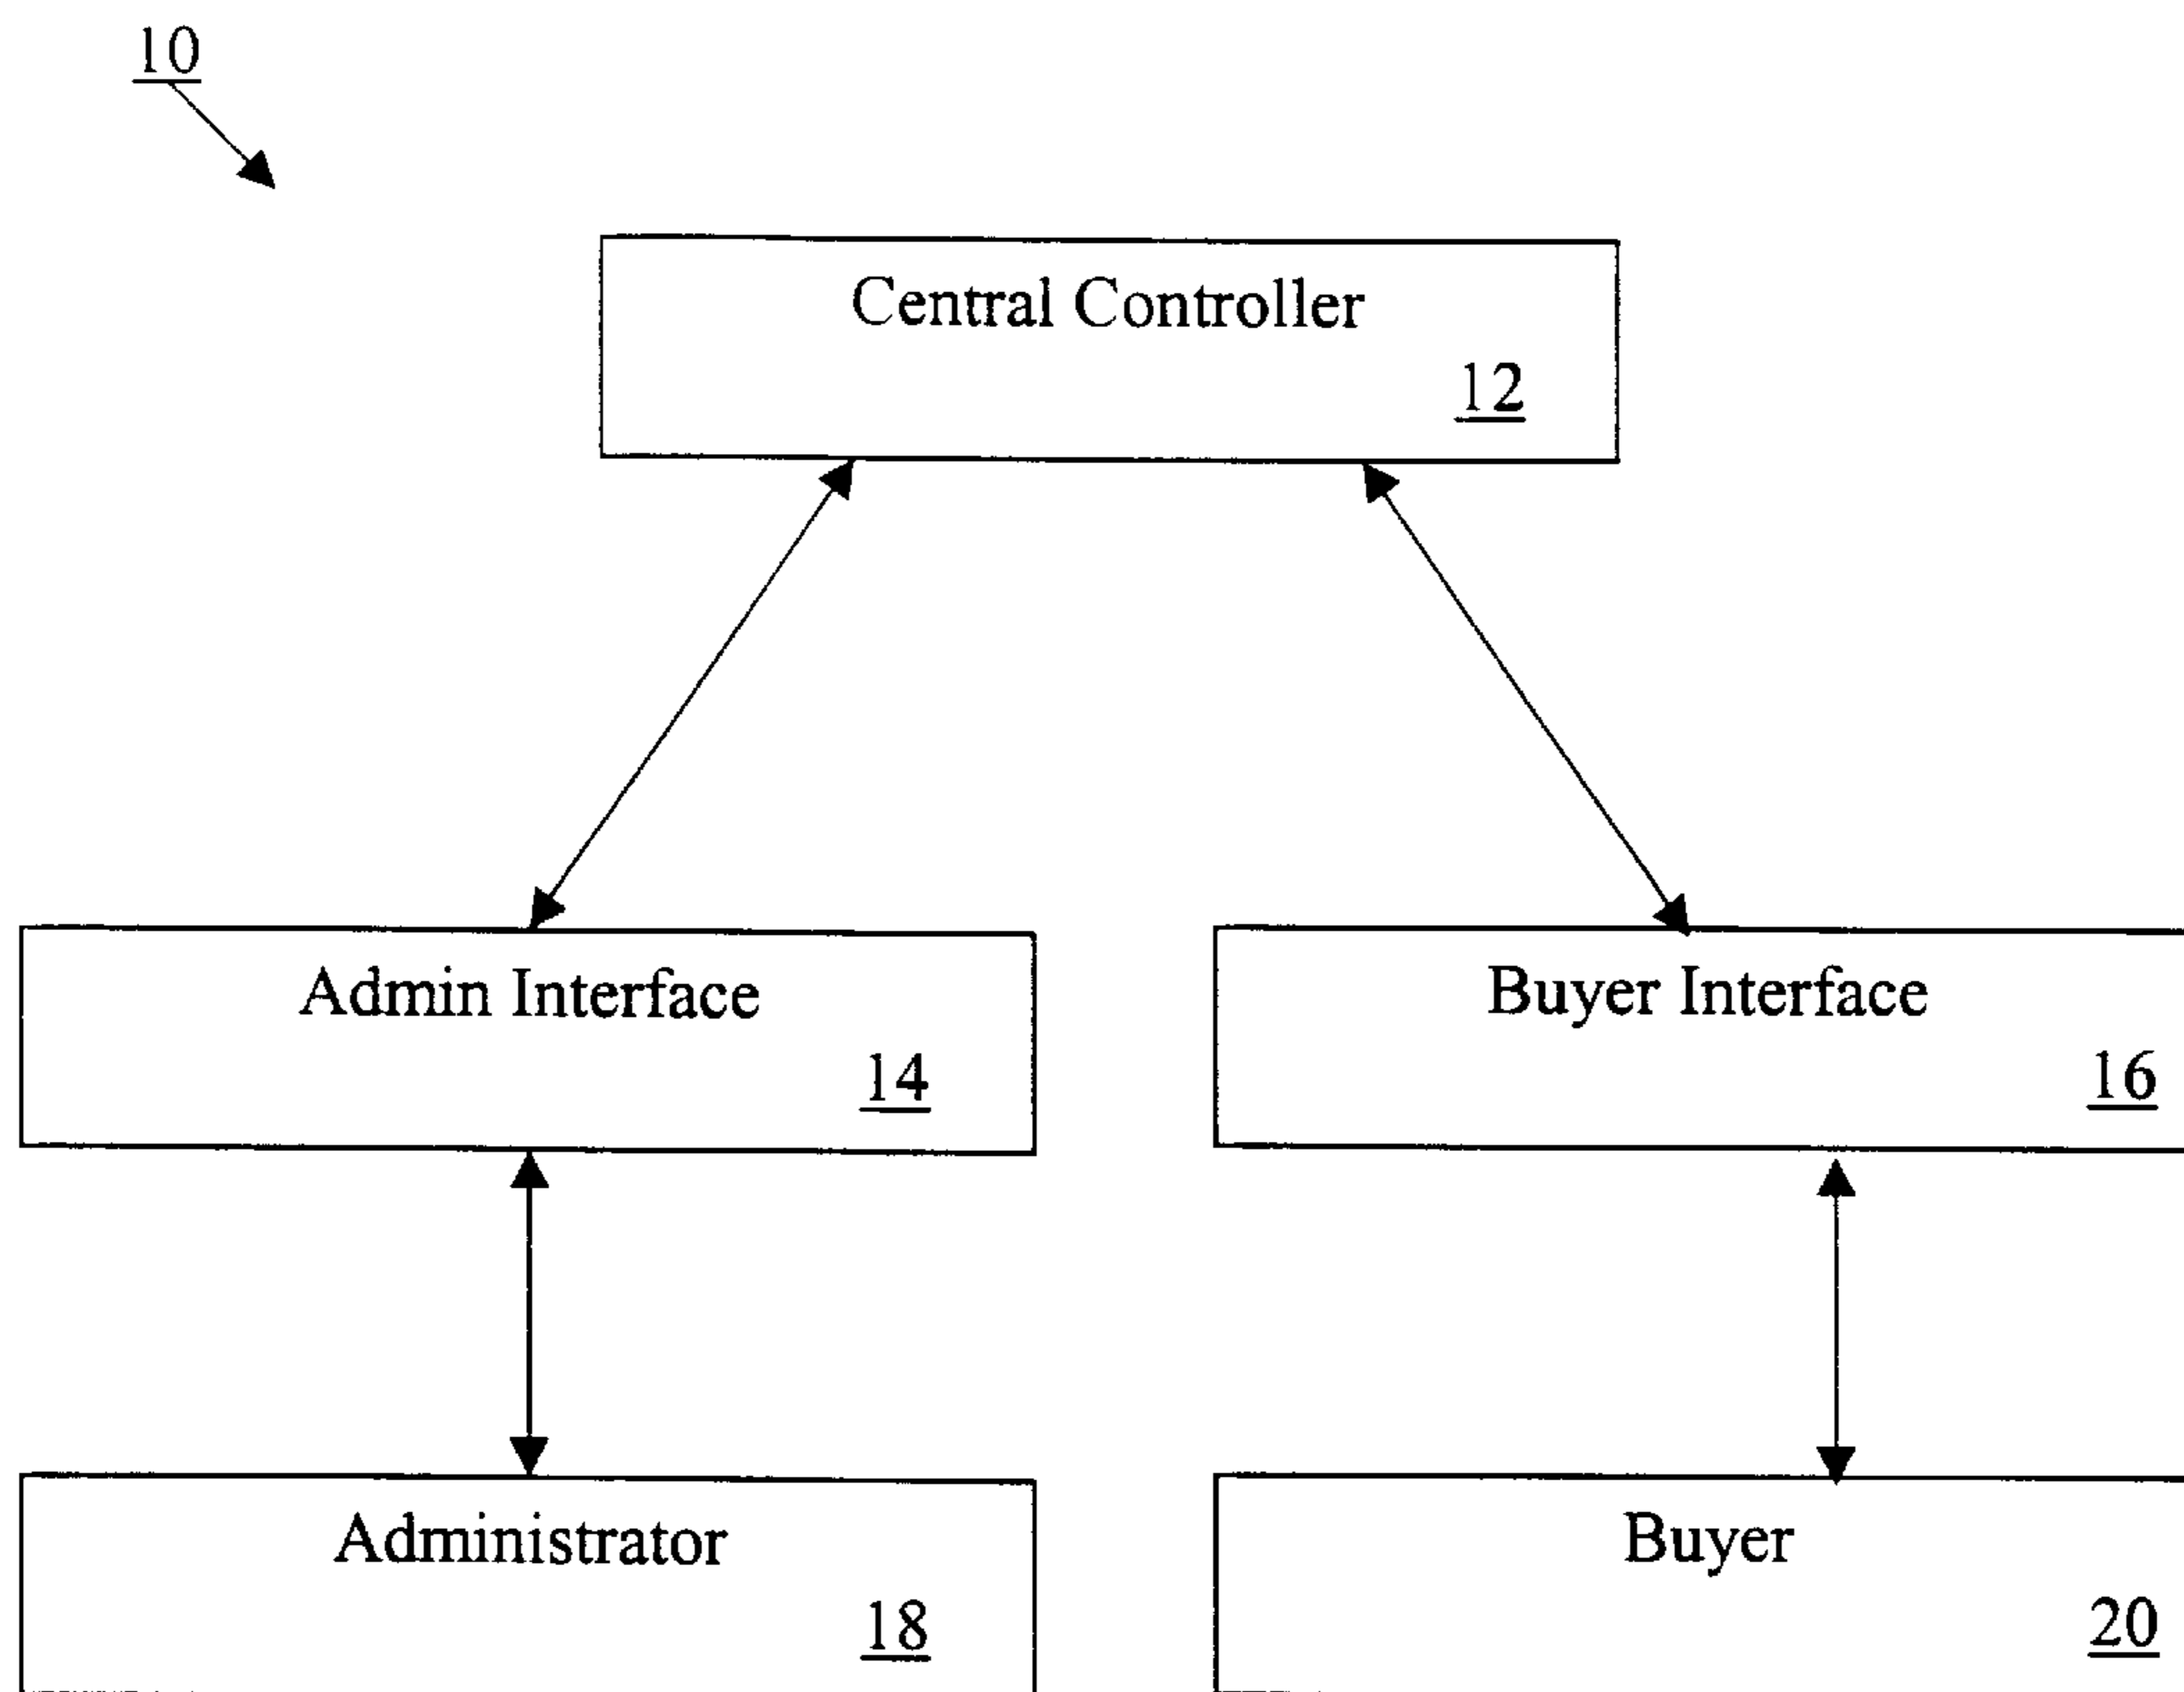 10
Central Controller
12
Admin Interface
14
Buyer Interface
16
Administrator
18
Buyer
20